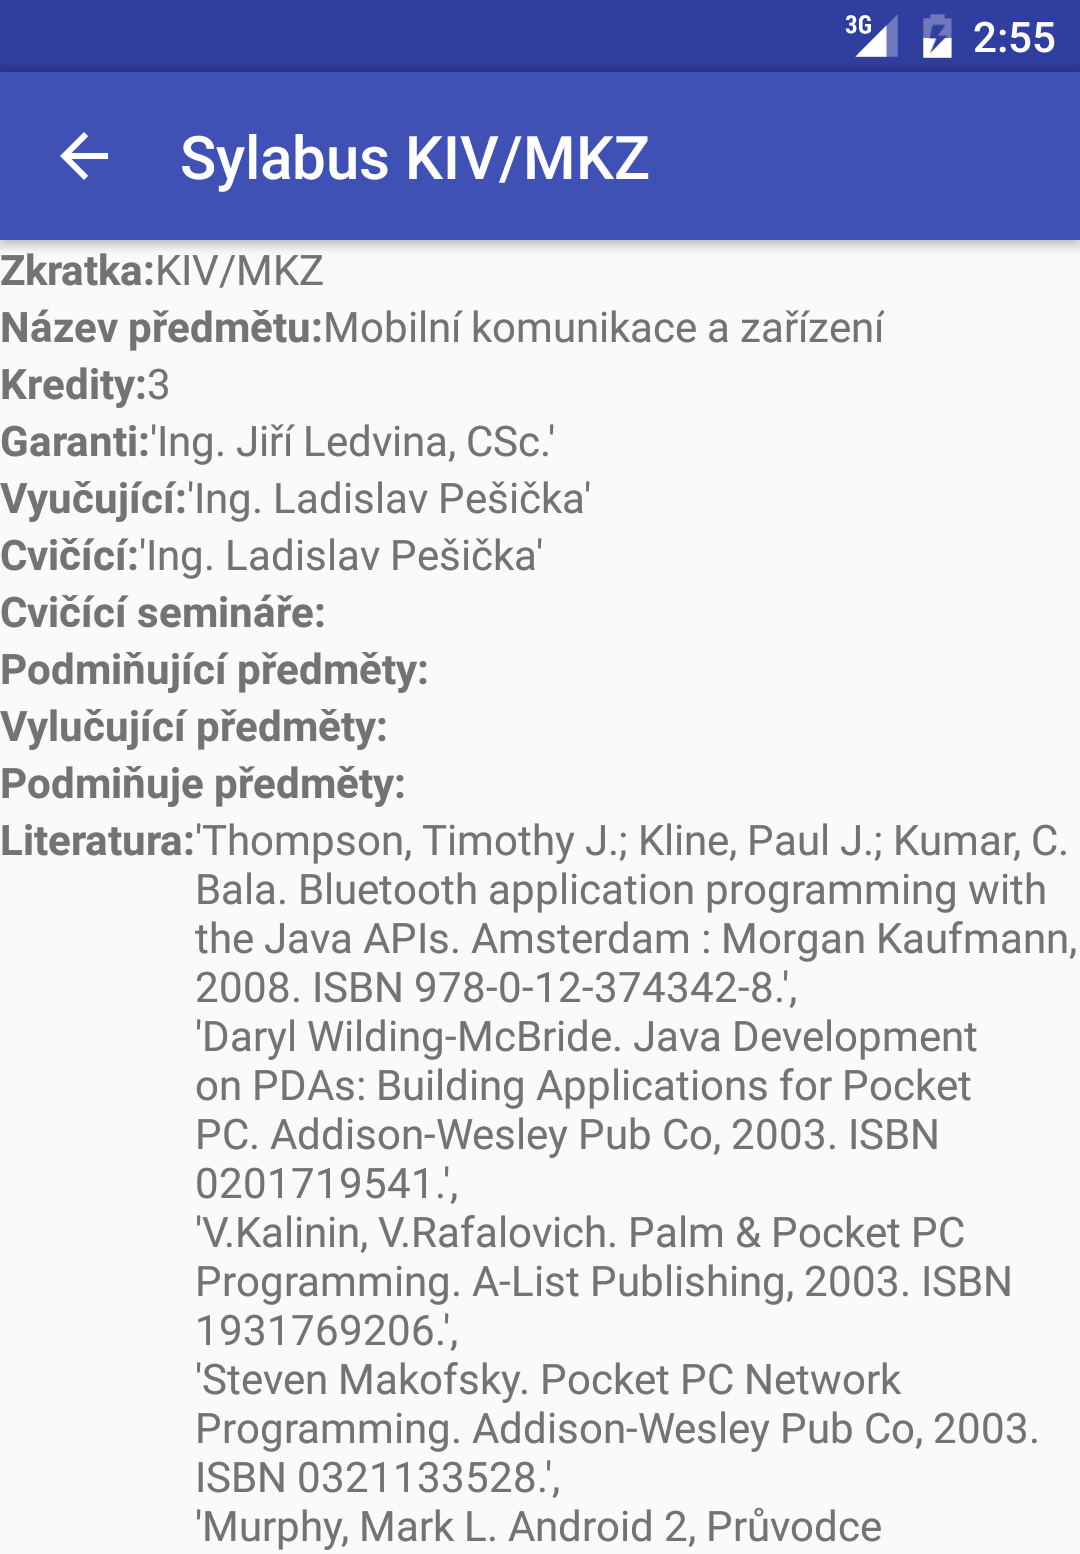 3G 2:55
Sylabus KIV/MKZ
Zkratka:KIV/MKZ
Název předmětu:Mobilní komunikace a zařízení
Kredity:3
Garanti:'Ing. Jiří Ledvina, CSc.'
Vyučující:'Ing. Ladislav Pešička'
Cvičící:'Ing. Ladislav Pešička'
Cvičící semináře:
Podmiňující předměty:
Vylučující předměty:
Podmiňuje předměty:
Literatura:'Thompson, Timothy J.; Kline, Paul J.; Kumar, C.
Bala. Bluetooth application programming with
the Java APIs. Amsterdam : Morgan Kaufmann,
2008. ISBN 978-0-12-374342-8.',
'Daryl Wilding-McBride. Java Development
on PDAs: Building Applications for Pocket
PC. Addison-Wesley Pub Co, 2003. ISBN
0201719541.',
'V.Kalinin, V.Rafalovich. Palm & Pocket PC
Programming. A-List Publishing, 2003. ISBN
1931769206.',
'Steven Makofsky. Pocket PC Network
Programming. Addison-Wesley Pub Co, 2003.
ISBN 0321133528.',
'Murphy, Mark L. Android 2, Průvodce